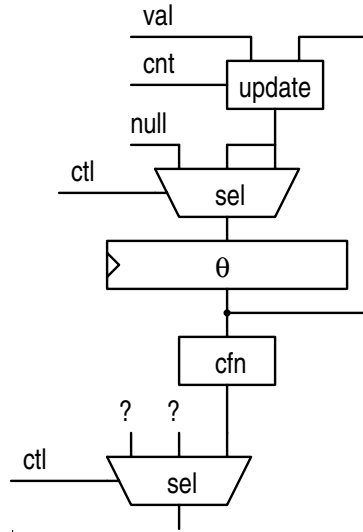 val
cnt
update
null
ctl
sel
θ
cfn
? ?
ctl
sel